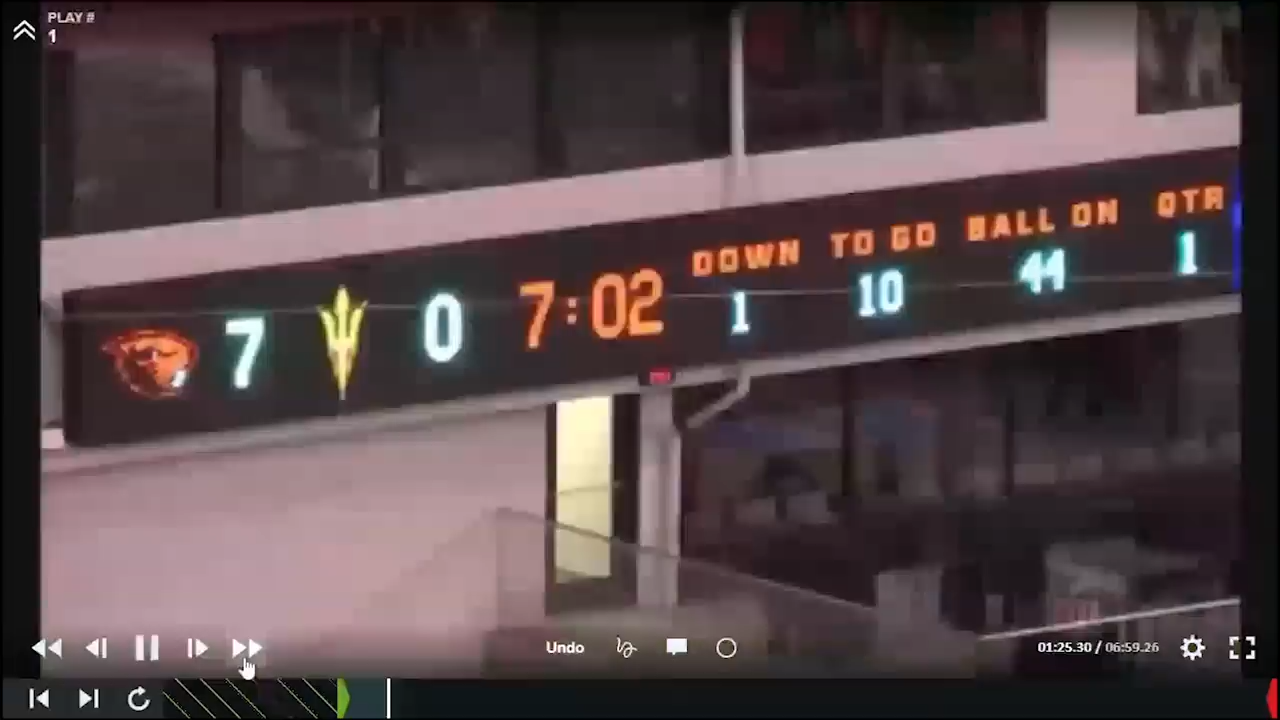 PLAY #
1
DOWN TO GO BALL ON QTR
7 0 7:02 1 10 44 1
Undo
01:25.30 / 06:59.26